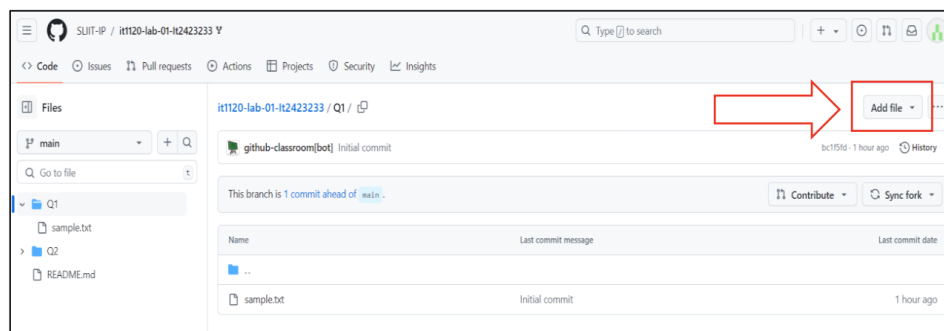 SLIIT-IP / it1120-lab-01-It2423233
Type / to search
Code Issues Pull requests Actions Projects Security Insights
Files
it1120-lab-01-It2423233 / Q1 /
Add file
main
github-classroom[bot] Initial commit
bc1f5fd · 1 hour ago History
Go to file
t
This branch is 1 commit ahead of main .
Contribute
Sync fork
Q1
sample.txt
Q2
README.md
Name Last commit message Last commit date
..
sample.txt Initial commit 1 hour ago